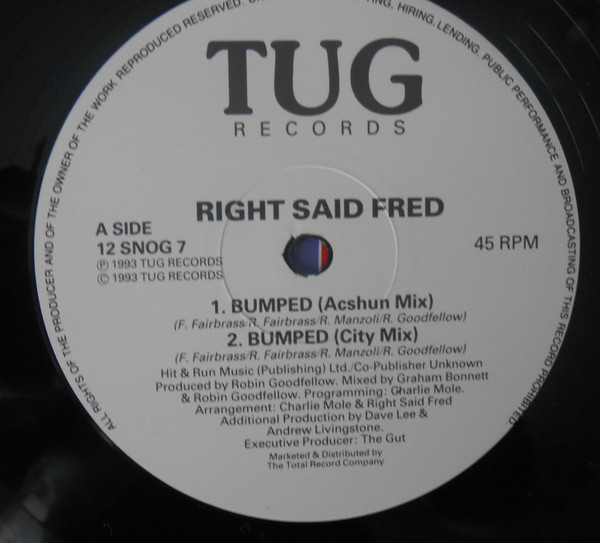 ALL RIGHTS OF THE PRODUCER AND OF THE OWNER OF THE WORK REPRODUCED RESERVED. HIRING, LENDING, PUBLIC PERFORMANCE AND BROADCASTING OF THIS RECORD PROHIBITED
TUG
RECORDS
RIGHT SAID FRED
A SIDE
12 SNOG 7
℗ 1993 TUG RECORDS
© 1993 TUG RECORDS
45 RPM
1. BUMPED (Acshun Mix)
(F. Fairbrass/R. Fairbrass/R. Manzoli/R. Goodfellow)
2. BUMPED (City Mix)
(F. Fairbrass/R. Fairbrass/R. Manzoli/R. Goodfellow)
Hit & Run Music (Publishing) Ltd./Co-Publisher Unknown
Produced by Robin Goodfellow. Mixed by Graham Bonnett
& Robin Goodfellow. Programming: Charlie Mole.
Arrangement: Charlie Mole & Right Said Fred
Additional Production by Dave Lee &
Andrew Livingstone.
Executive Producer: The Gut
Marketed & Distributed by
The Total Record Company